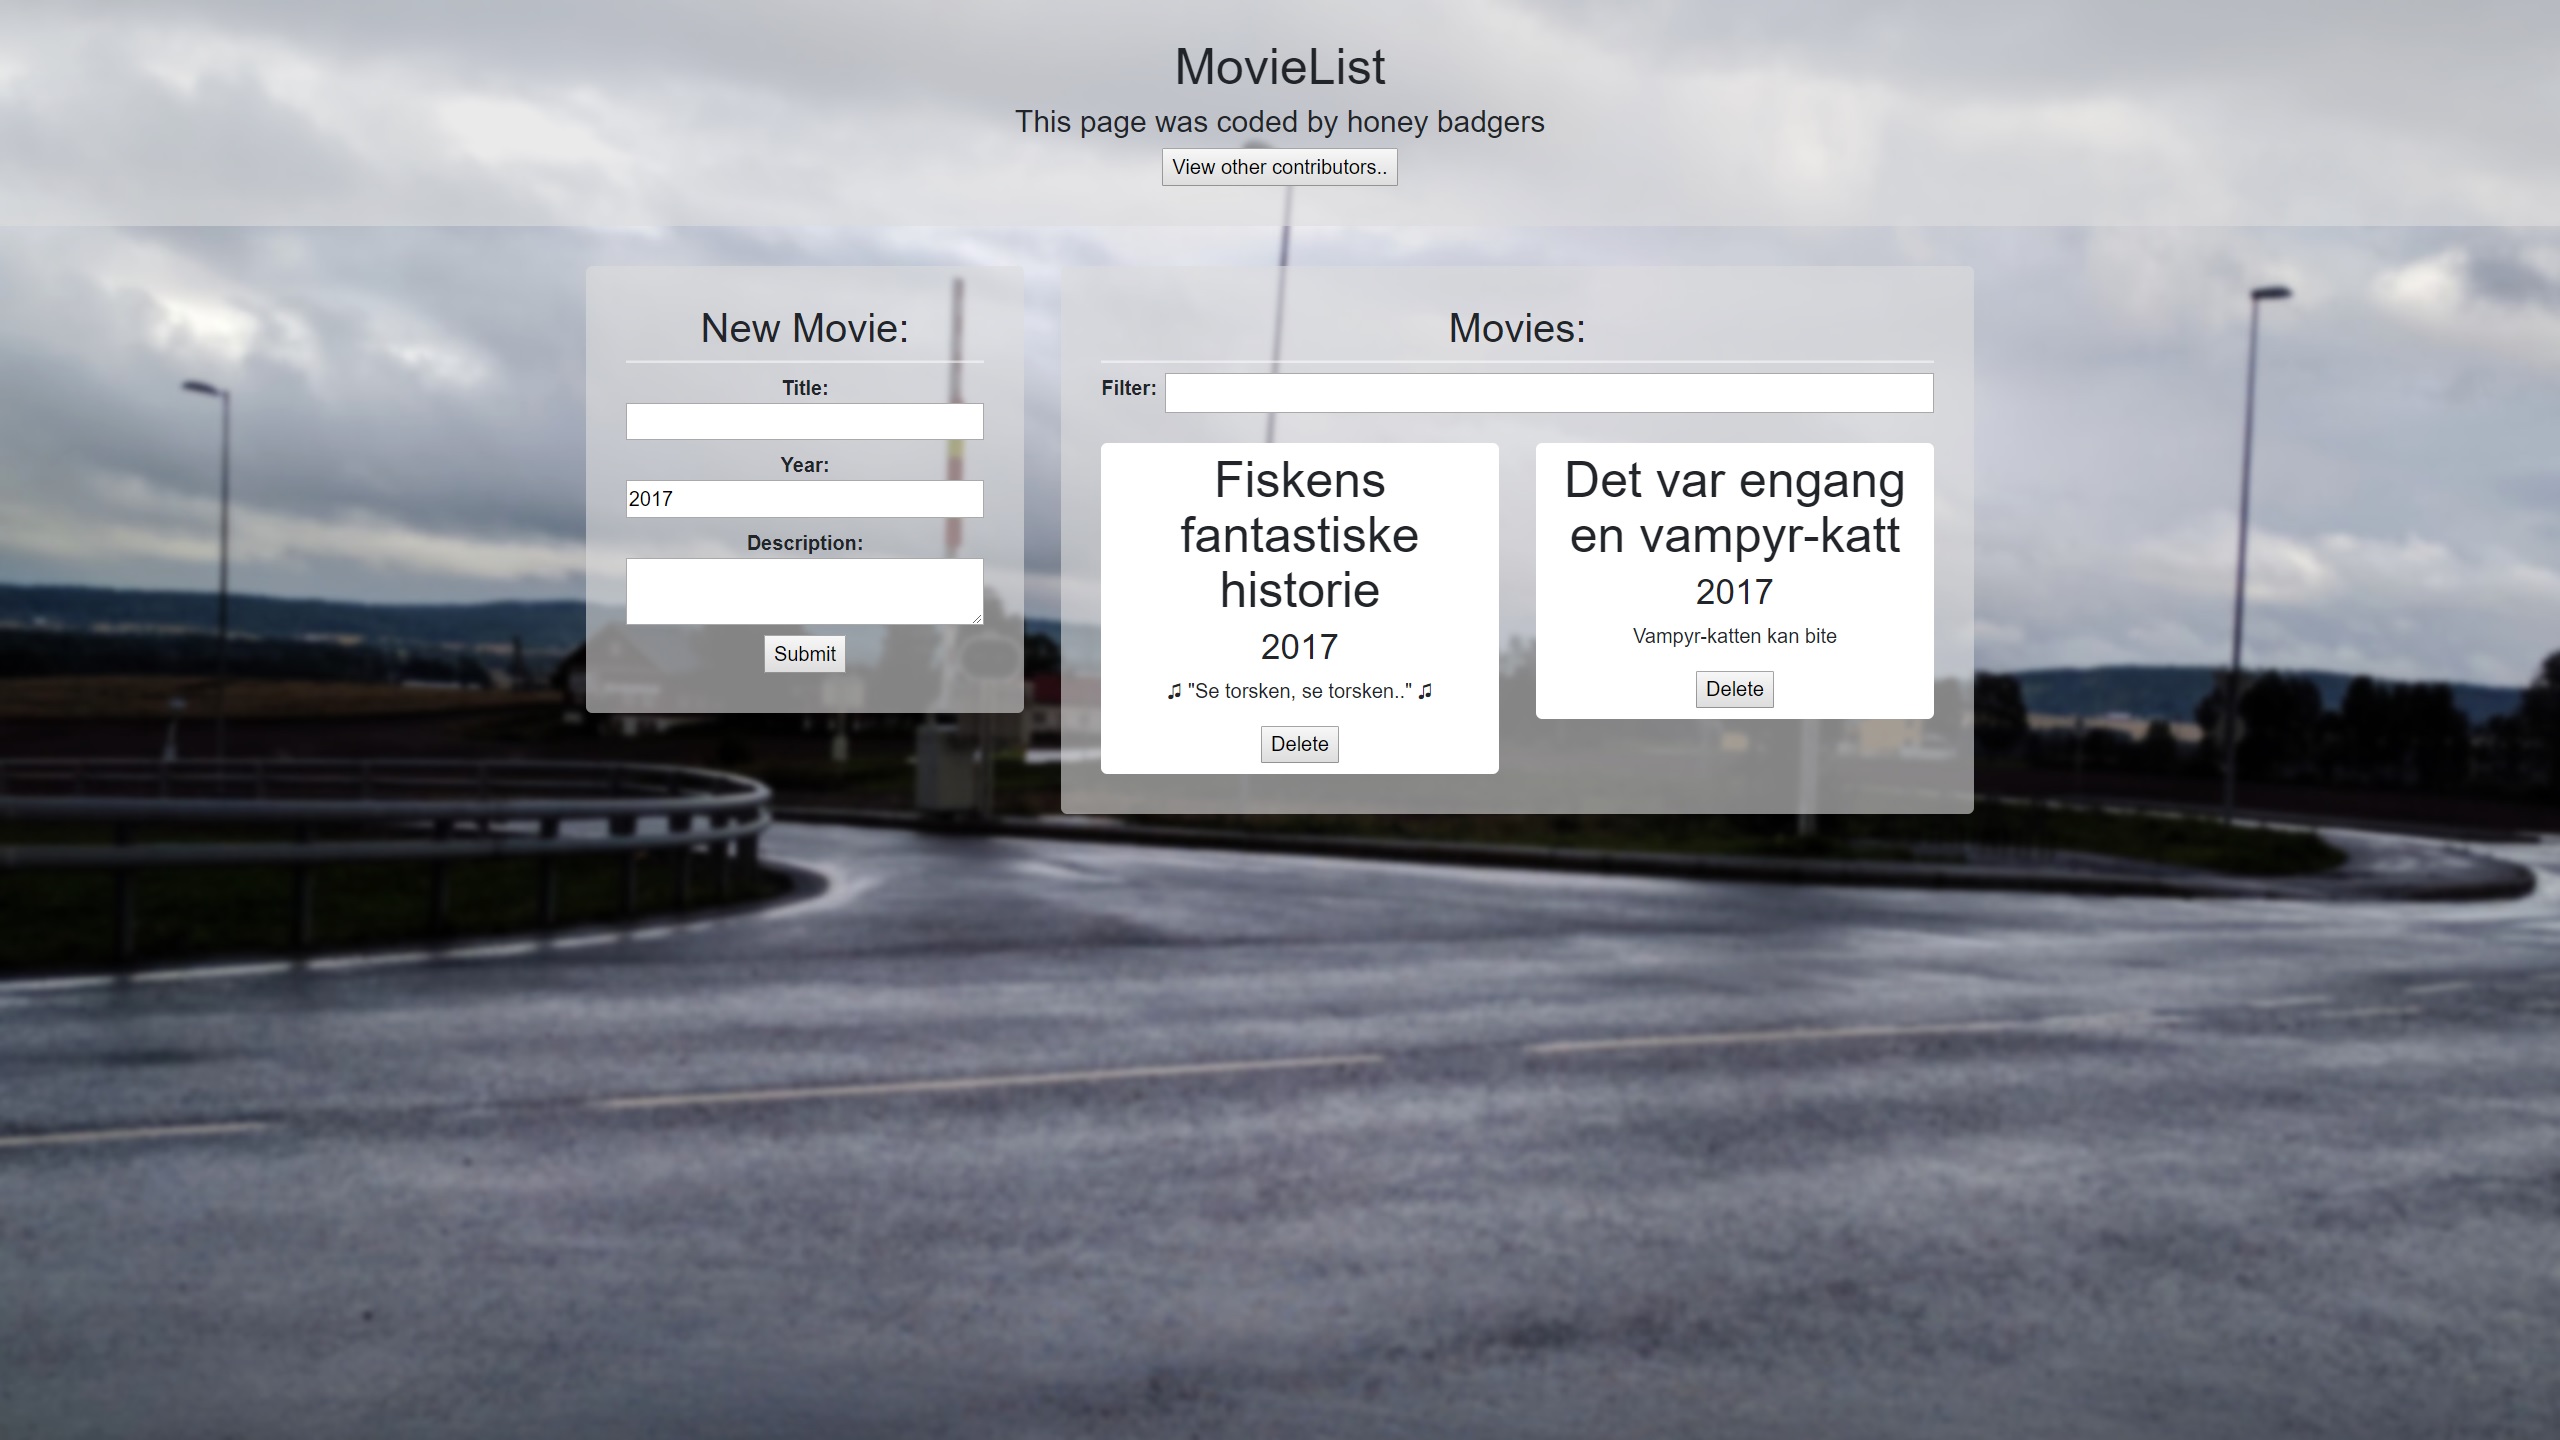 MovieList
This page was coded by honey badgers
View other contributors..
New Movie:
Title:
Year:
2017
Description:
Submit
Movies:
Filter:
Fiskens
fantastiske
historie
2017
♫ "Se torsken, se torsken.." ♫
Delete
Det var engang
en vampyr-katt
2017
Vampyr-katten kan bite
Delete